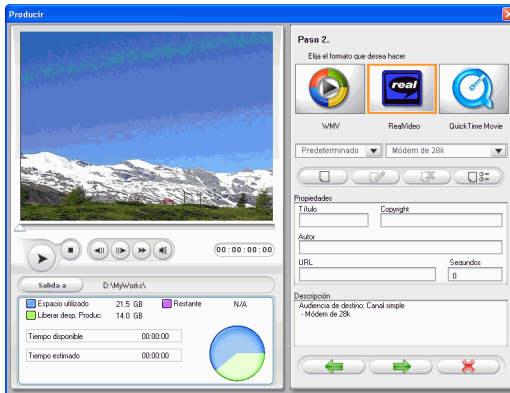 Producir
Paso 2.
Elija el formato que desea hacer
real
WMV
RealVideo
QuickTime Movie
Predeterminado
Módem de 28k
Propiedades
Título
Copyright
Autor
URL
Segundos
0
Descripción
Audiencia de destino: Canal simple
- Módem de 28k
00:00:00:00
Salida a
D:\MyWorks\
Espacio utilizado 21.5 GB
Restante N/A
Liberar desp. Produc. 14.0 GB
Tiempo disponible 00:00:00
Tiempo estimado 00:00:00